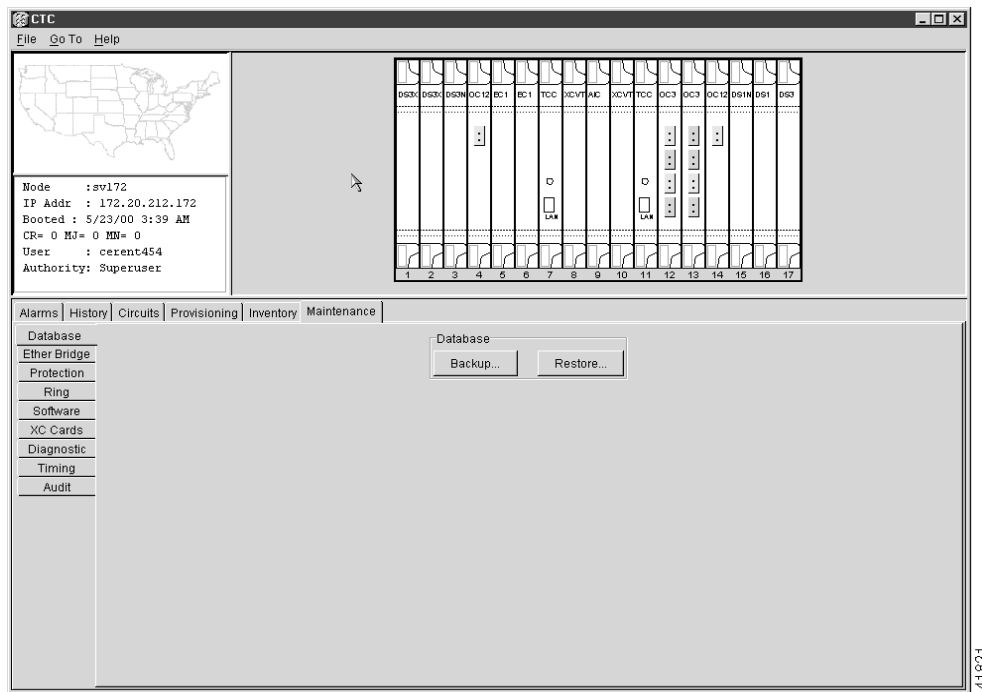 CTC
File Go To Help
DS3X DS3X DS3N OC12 EC1 EC1 TCC XCVT AIC XCVT TCC OC3 OC3 OC12 DS1N DS1 DS3
LAN LAN
1 2 3 4 5 6 7 8 9 10 11 12 13 14 15 16 17
Node :sv172
IP Addr : 172.20.212.172
Booted : 5/23/00 3:39 AM
CR= 0 MJ= 0 MN= 0
User : cerent454
Authority: Superuser
Alarms History Circuits Provisioning Inventory Maintenance
Database
Ether Bridge
Protection
Ring
Software
XC Cards
Diagnostic
Timing
Audit
Database
Backup... Restore...